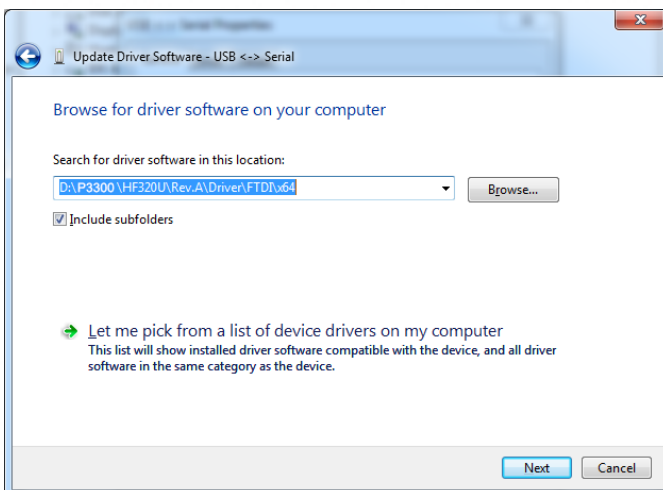 USB <-> Serial Properties
Update Driver Software - USB <-> Serial
Browse for driver software on your computer
Search for driver software in this location:
D:\P3300 \HF320U\Rev.A\Driver\FTDI\x64
Browse...
Include subfolders
Let me pick from a list of device drivers on my computer
This list will show installed driver software compatible with the device, and all driver
software in the same category as the device.
Next
Cancel